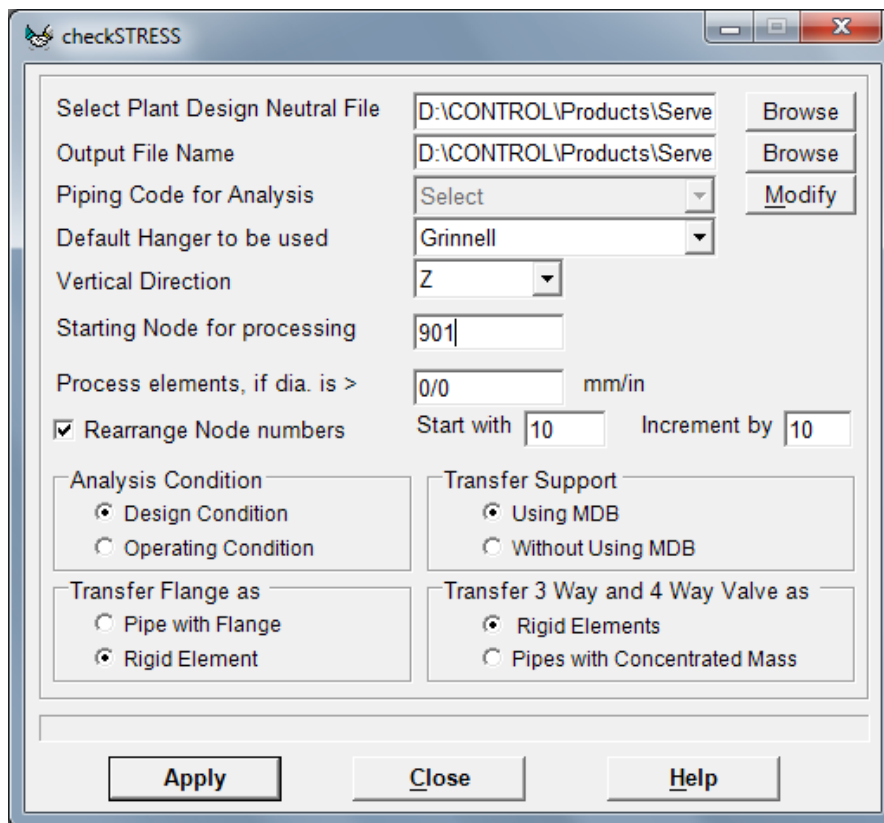 checkSTRESS
Select Plant Design Neutral File D:\CONTROL\Products\Serve Browse
Output File Name D:\CONTROL\Products\Serve Browse
Piping Code for Analysis Select Modify
Default Hanger to be used Grinnell
Vertical Direction Z
Starting Node for processing 901
Process elements, if dia. is > 0/0 mm/in
Rearrange Node numbers Start with 10 Increment by 10
Analysis Condition Transfer Support
Design Condition Using MDB
Operating Condition Without Using MDB
Transfer Flange as Transfer 3 Way and 4 Way Valve as
Pipe with Flange Rigid Elements
Rigid Element Pipes with Concentrated Mass
Apply Close Help